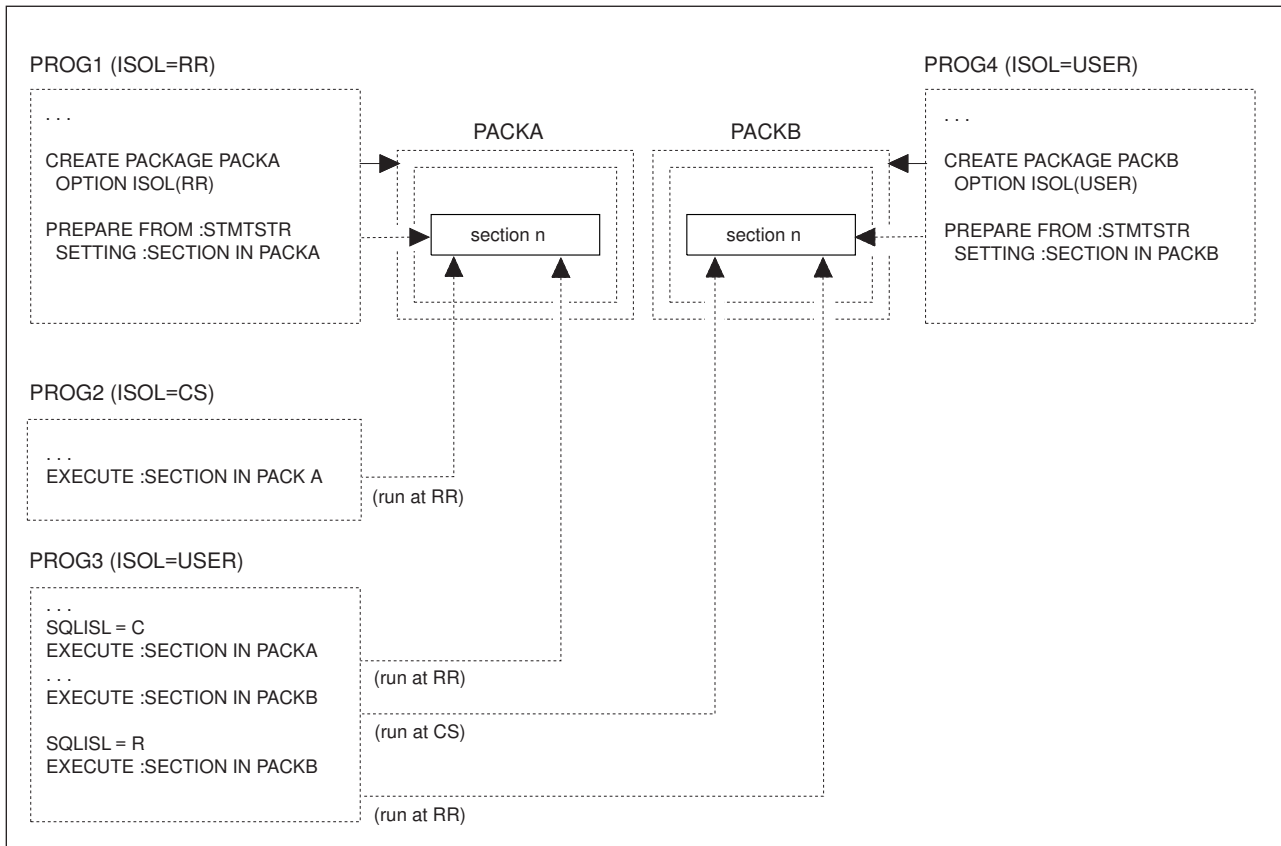 PROG1 (ISOL=RR)
. . .
CREATE PACKAGE PACKA
OPTION ISOL(RR)
PREPARE FROM :STMTSTR
SETTING :SECTION IN PACKA
PACKA
section n
PACKB
section n
PROG4 (ISOL=USER)
. . .
CREATE PACKAGE PACKB
OPTION ISOL(USER)
PREPARE FROM :STMTSTR
SETTING :SECTION IN PACKB
PROG2 (ISOL=CS)
. . .
EXECUTE :SECTION IN PACK A
(run at RR)
PROG3 (ISOL=USER)
. . .
SQLISL = C
EXECUTE :SECTION IN PACKA
(run at RR)
. . .
EXECUTE :SECTION IN PACKB
(run at CS)
SQLISL = R
EXECUTE :SECTION IN PACKB
(run at RR)